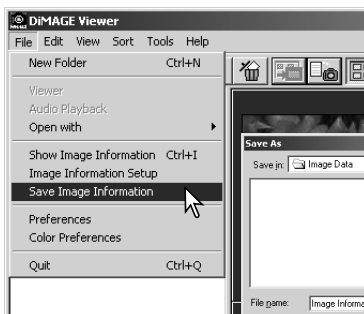 DiMAGE Viewer
File Edit View Sort Tools Help
New Folder Ctrl+N
Viewer
Audio Playback
Open with
Show Image Information Ctrl+I
Image Information Setup
Save Image Information
Preferences
Color Preferences
Quit Ctrl+Q
Save As
Save in: Image Data
File name: Image Informa